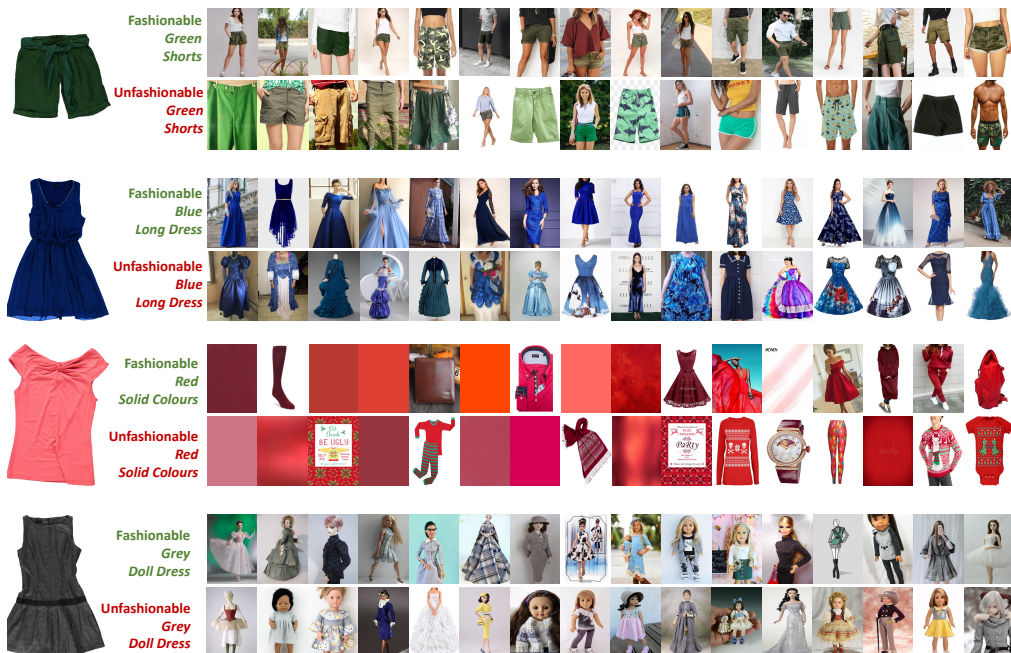 Fashionable
Green
Shorts
Unfashionable
Green
Shorts
Fashionable
Blue
Long Dress
Unfashionable
Blue
Long Dress
Fashionable
Red
Solid Colours
Unfashionable
Red
Solid Colours
BE UGLY
PaRty
Fashionable
Grey
Doll Dress
Unfashionable
Grey
Doll Dress